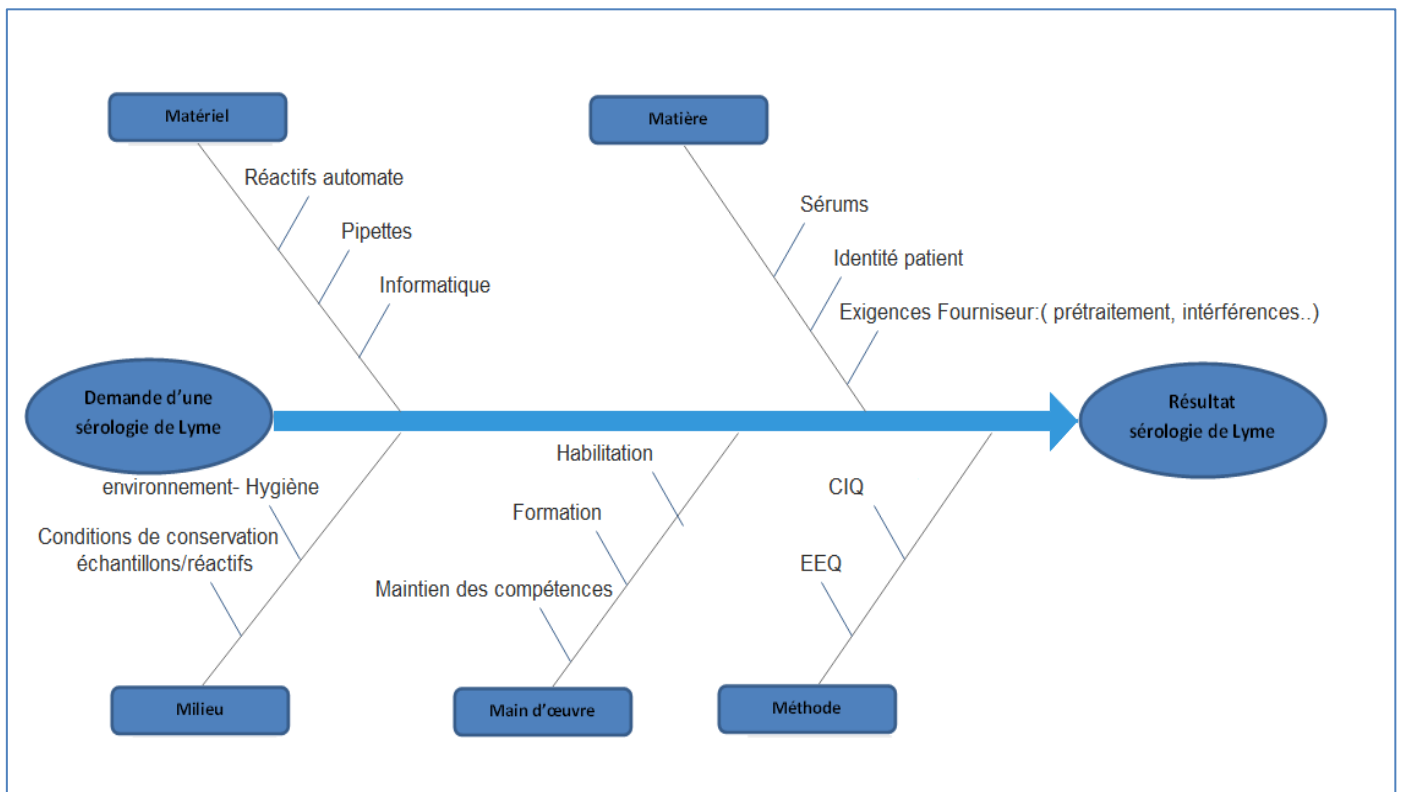 Matériel
Matière
Réactifs automate
Pipettes
Informatique
Sérums
Identité patient
Exigences Fourniseur:( prétraitement, intérférences..)
Demande d'une
sérologie de Lyme
Résultat
sérologie de Lyme
environnement- Hygiène
Conditions de conservation
échantillons/réactifs
Habilitation
Formation
Maintien des compétences
CIQ
EEQ
Milieu
Main d'œuvre
Méthode